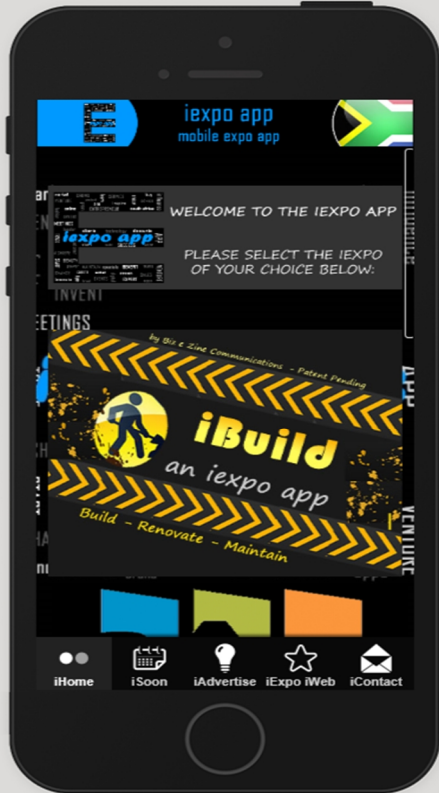 E
iexpo app
mobile expo app
WELCOME TO THE IEXPO APP
iexpo app
PLEASE SELECT THE IEXPO
OF YOUR CHOICE BELOW:
INVENT
EETINGS
by Biz E Zine Communications - Patent Pending
iBuild
an iexpo app
Build - Renovate - Maintain
APP
VENTURE
iHome
iSoon
iAdvertise
iExpo iWeb
iContact